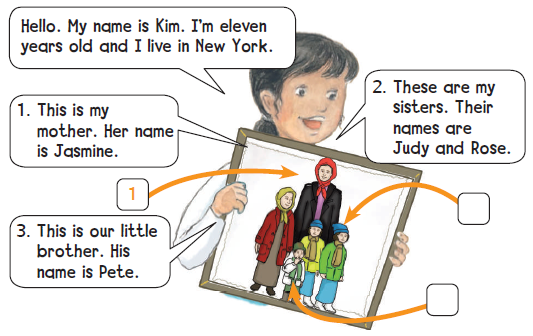 Hello. My name is Kim. I'm eleven
years old and I live in New York.
1. This is my
mother. Her name
is Jasmine.
2. These are my
sisters. Their
names are
Judy and Rose.
1
3. This is our little
brother. His
name is Pete.